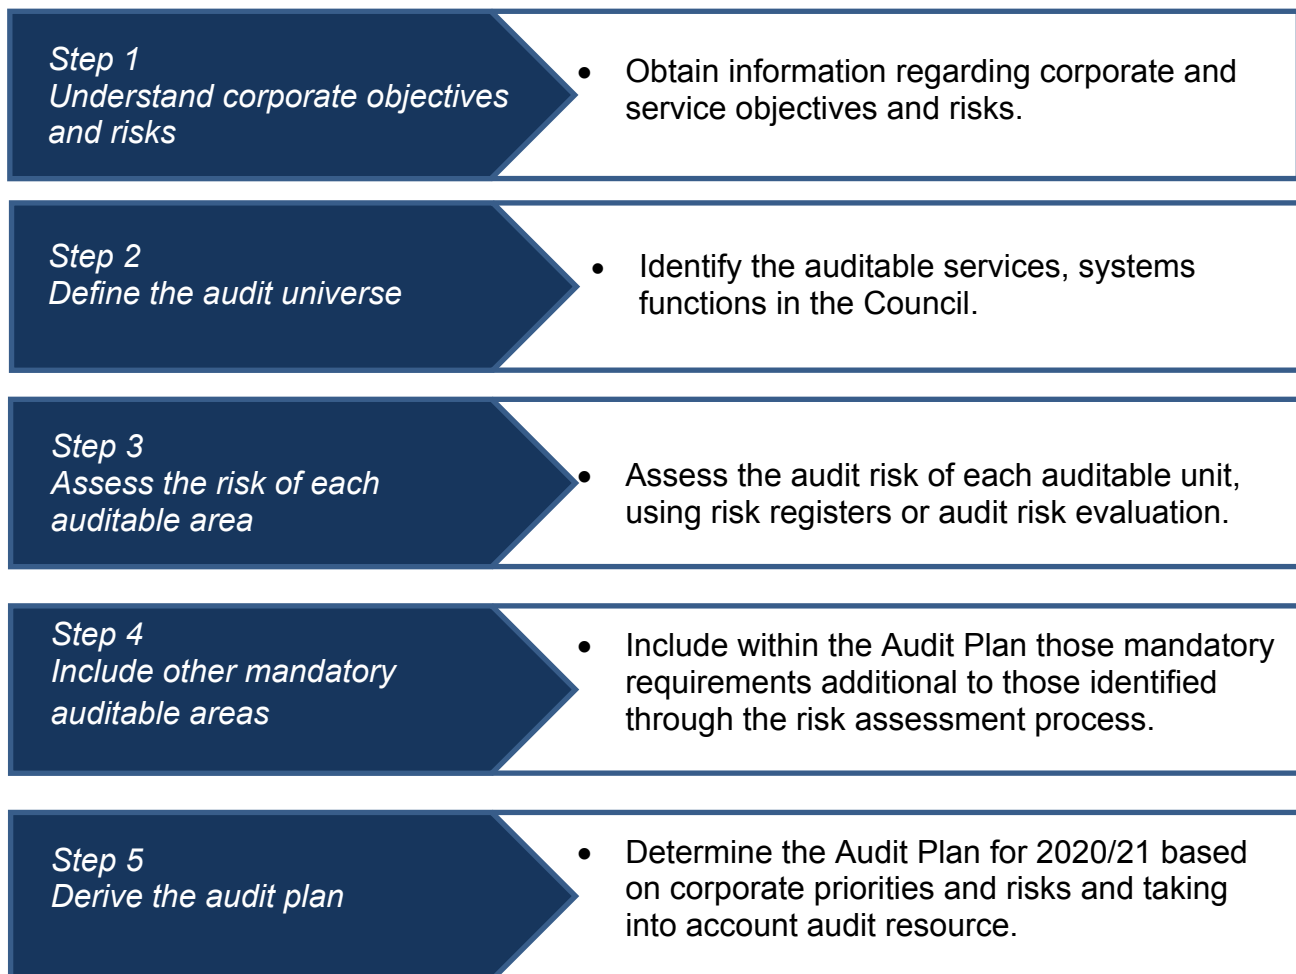 Step 1
Understand corporate objectives
and risks
• Obtain information regarding corporate and
service objectives and risks.
Step 2
Define the audit universe
• Identify the auditable services, systems
functions in the Council.
Step 3
Assess the risk of each
auditable area
• Assess the audit risk of each auditable unit,
using risk registers or audit risk evaluation.
Step 4
Include other mandatory
auditable areas
• Include within the Audit Plan those mandatory
requirements additional to those identified
through the risk assessment process.
Step 5
Derive the audit plan
• Determine the Audit Plan for 2020/21 based
on corporate priorities and risks and taking
into account audit resource.